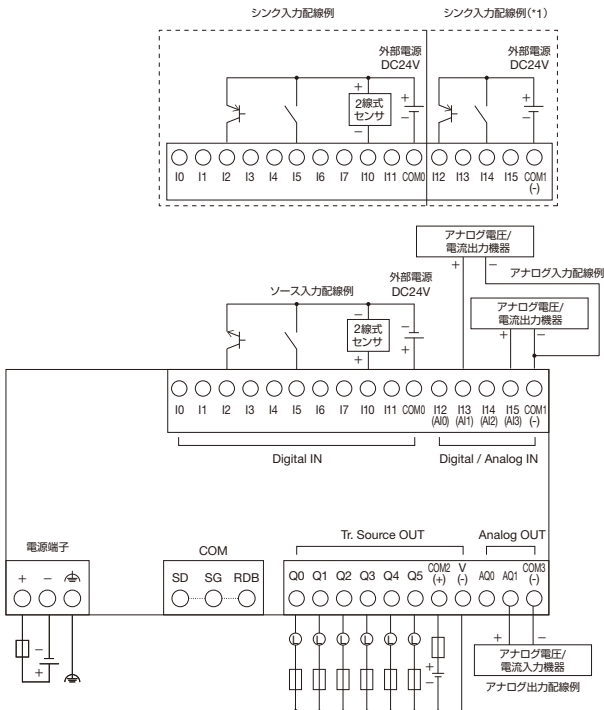 シンク入力配線例
シンク入力配線例(*1)
外部電源
DC24V
外部電源
DC24V
+
2線式
センサ
−
+
−
+
−
I0 I1 I2 I3 I4 I5 I6 I7 I10 I11 COM0 I12 I13 I14 I15 COM1
(-)
アナログ電圧/
電流出力機器
+ −
アナログ入力配線例
ソース入力配線例
外部電源
DC24V
アナログ電圧/
電流出力機器
+ −
−
2線式
センサ
+
−
+
I0 I1 I2 I3 I4 I5 I6 I7 I10 I11 COM0 I12 I13 I14 I15 COM1
(AI0) (AI1) (AI2) (AI3) (-)
Digital IN
Digital / Analog IN
電源端子
+ −
−
+
COM
SD SG RDB
Tr. Source OUT
Analog OUT
Q0 Q1 Q2 Q3 Q4 Q5 COM2 V AQ0 AQ1 COM3
(+) (-) (-)
L L L L L L
+
−
+ −
アナログ電圧/
電流入力機器
アナログ出力配線例